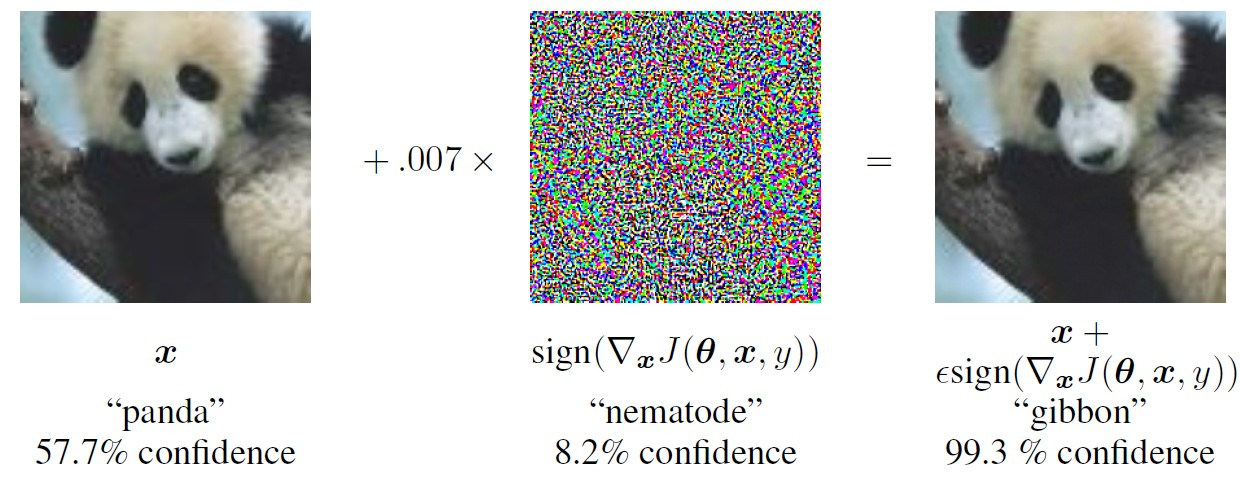 + .007 ×
=
x
sign(∇ₓJ(θ, x, y))
x +
ϵsign(∇ₓJ(θ, x, y))
“panda”
“nematode”
“gibbon”
57.7% confidence
8.2% confidence
99.3 % confidence